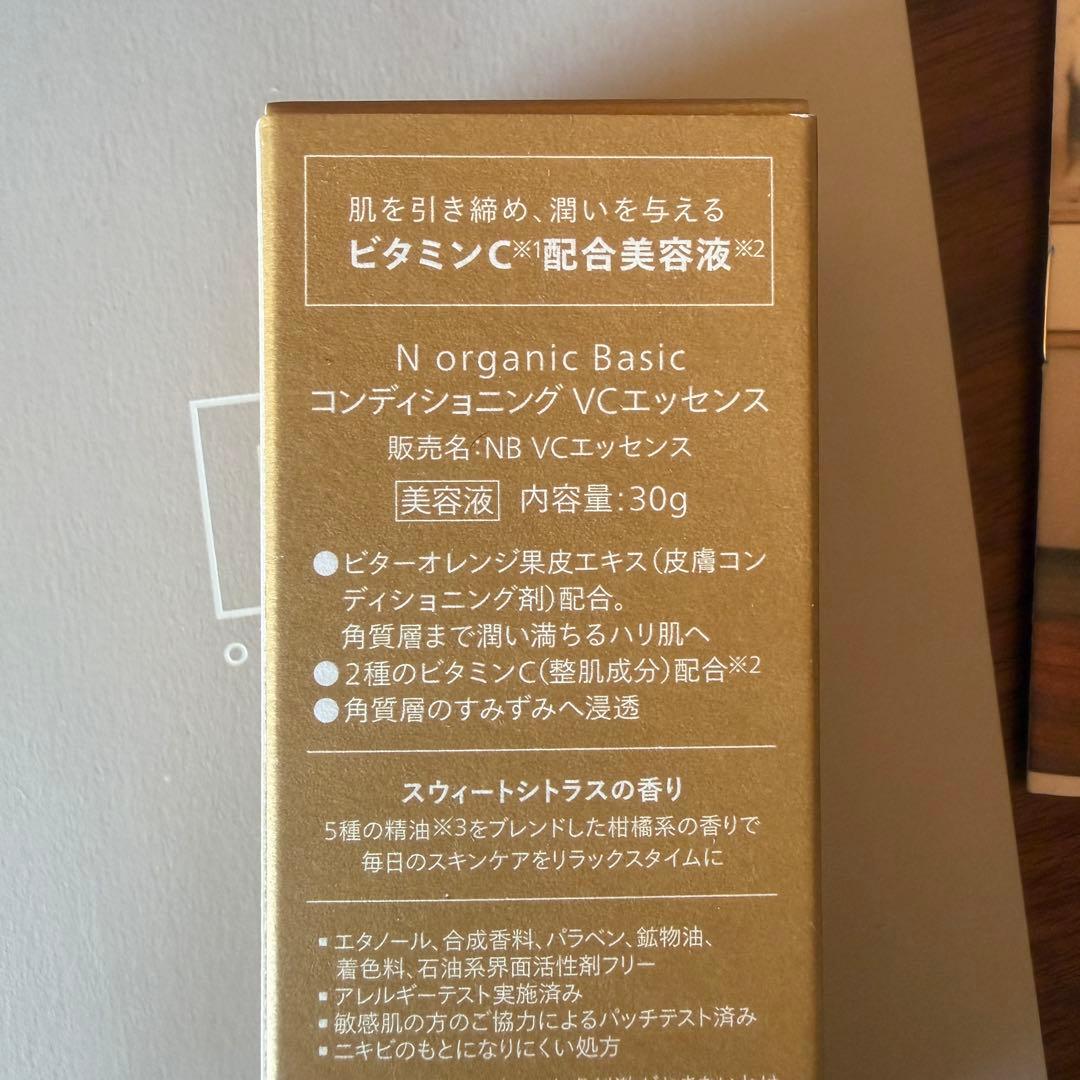 肌を引き締め、潤いを与える
ビタミンC※1配合美容液※2
N organic Basic
コンディショニング VCエッセンス
販売名:NB VCエッセンス
美容液 内容量:30g
●ビターオレンジ果皮エキス(皮膚コン
ディショニング剤)配合。
角質層まで潤い満ちるハリ肌へ
●2種のビタミンC(整肌成分)配合※2
●角質層のすみずみへ浸透
スウィートシトラスの香り
5種の精油※3をブレンドした柑橘系の香りで
毎日のスキンケアをリラックスタイムに
▪エタノール、合成香料、パラベン、鉱物油、
着色料、石油系界面活性剤フリー
▪アレルギーテスト実施済み
▪敏感肌の方のご協力によるパッチテスト済み
▪ニキビのもとになりにくい処方